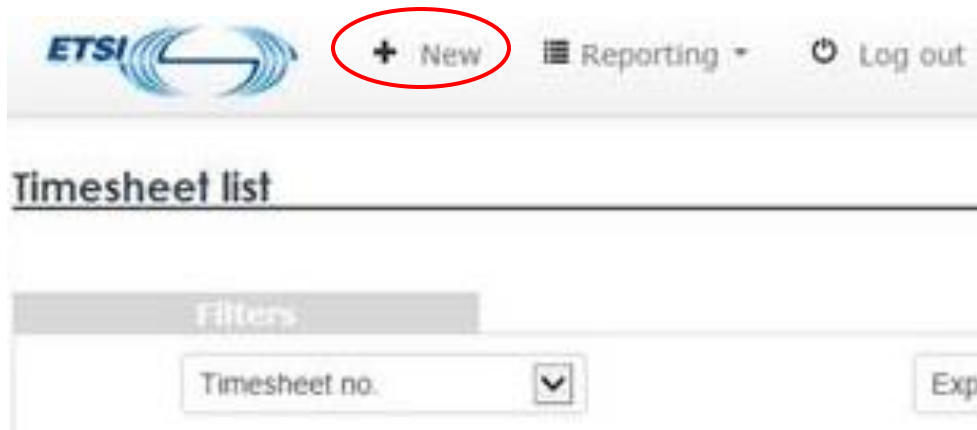 ETSI + New Reporting Log out
Timesheet list
Filters
Timesheet no. Exp